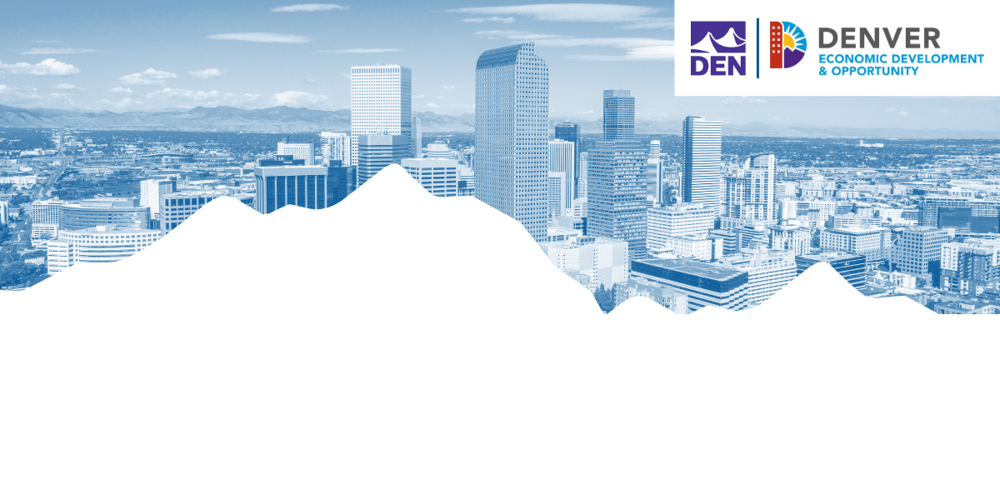 DEN
DENVER
ECONOMIC DEVELOPMENT
& OPPORTUNITY